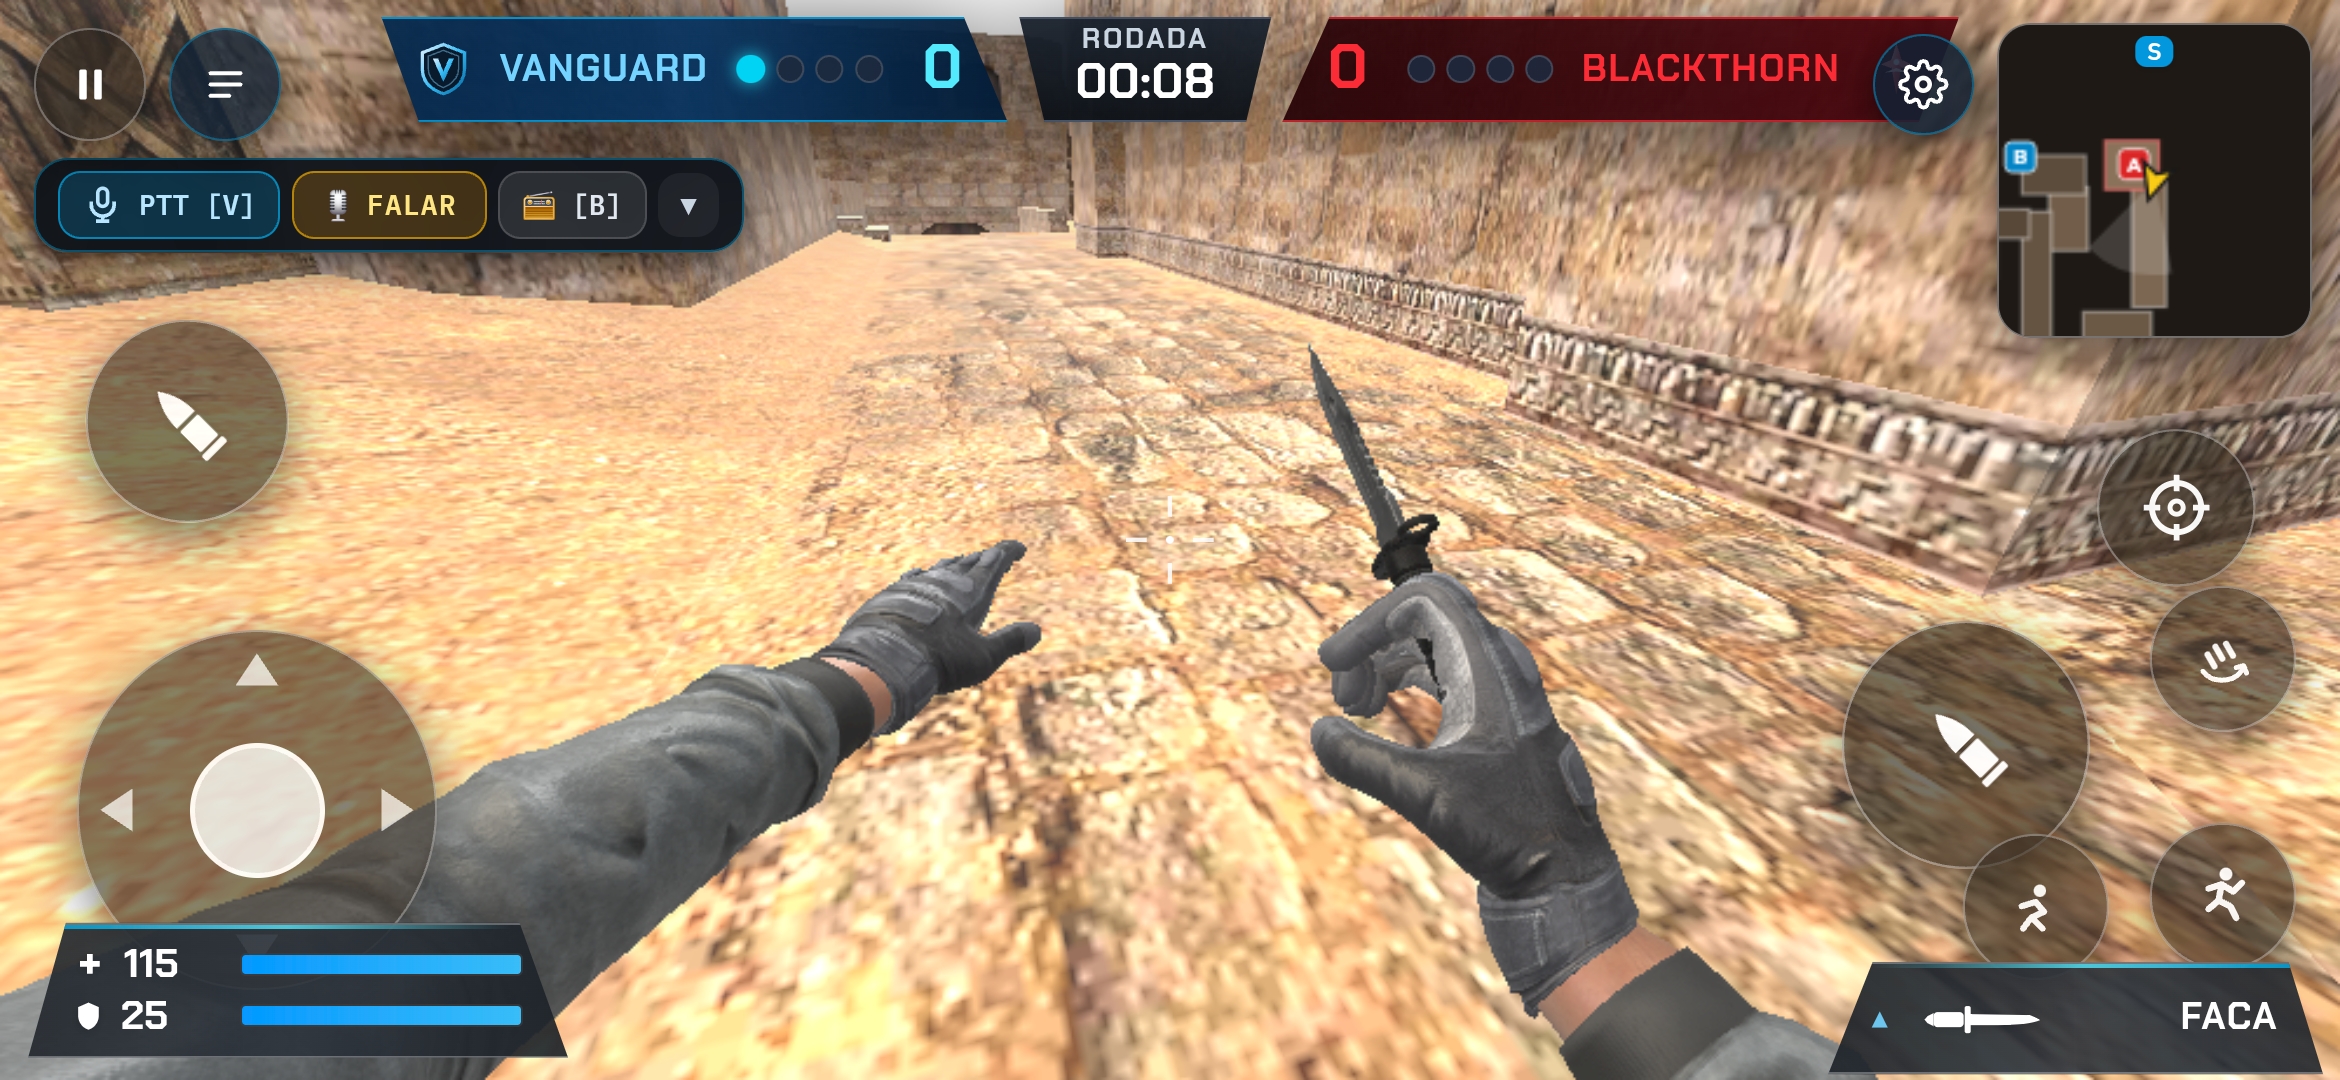 VANGUARD 0
RODADA
00:08
0 BLACKTHORN
S
B
A
PTT [V]
FALAR
[B]
115
25
FACA